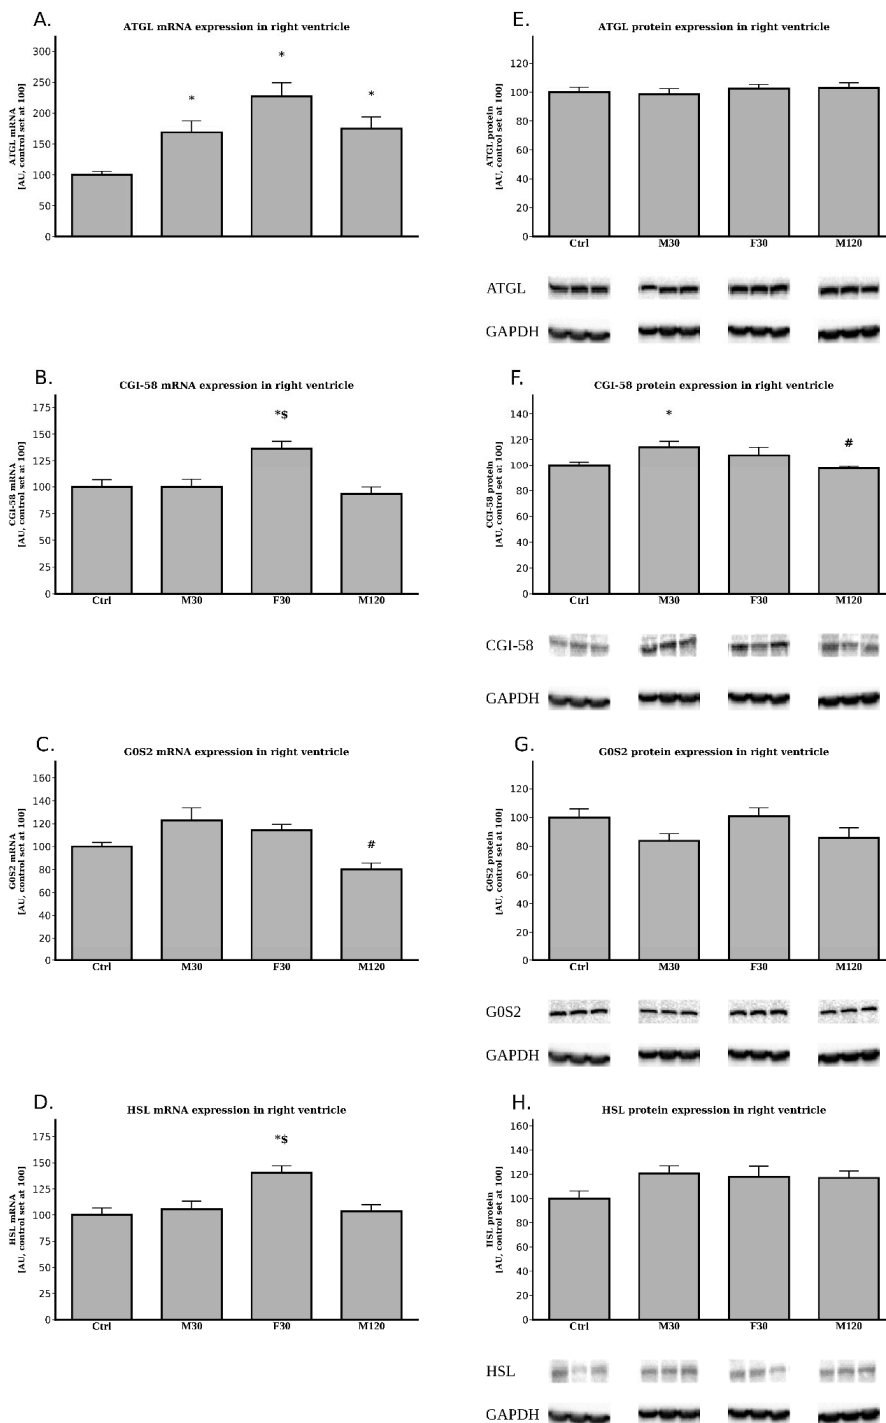 A.
ATGL mRNA expression in right ventricle
ATGL mRNA
[AU, control set at 100]
300
250
200
150
100
50
0
*
*
*
E.
ATGL protein expression in right ventricle
ATGL protein
[AU, control set at 100]
120
100
80
60
40
20
0
Ctrl M30 F30 M120
ATGL
GAPDH
B.
CGI-58 mRNA expression in right ventricle
CGI-58 mRNA
[AU, control set at 100]
175
150
125
100
75
50
25
0
*$
Ctrl M30 F30 M120
F.
CGI-58 protein expression in right ventricle
CGI-58 protein
[AU, control set at 100]
140
120
100
80
60
40
20
0
*
#
CGI-58
GAPDH
C.
G0S2 mRNA expression in right ventricle
G0S2 mRNA
[AU, control set at 100]
160
140
120
100
80
60
40
20
0
#
Ctrl M30 F30 M120
G.
G0S2 protein expression in right ventricle
G0S2 protein
[AU, control set at 100]
120
100
80
60
40
20
0
Ctrl M30 F30 M120
G0S2
GAPDH
D.
HSL mRNA expression in right ventricle
HSL mRNA
[AU, control set at 100]
175
150
125
100
75
50
25
0
*$
Ctrl M30 F30 M120
H.
HSL protein expression in right ventricle
HSL protein
[AU, control set at 100]
160
140
120
100
80
60
40
20
0
Ctrl M30 F30 M120
HSL
GAPDH